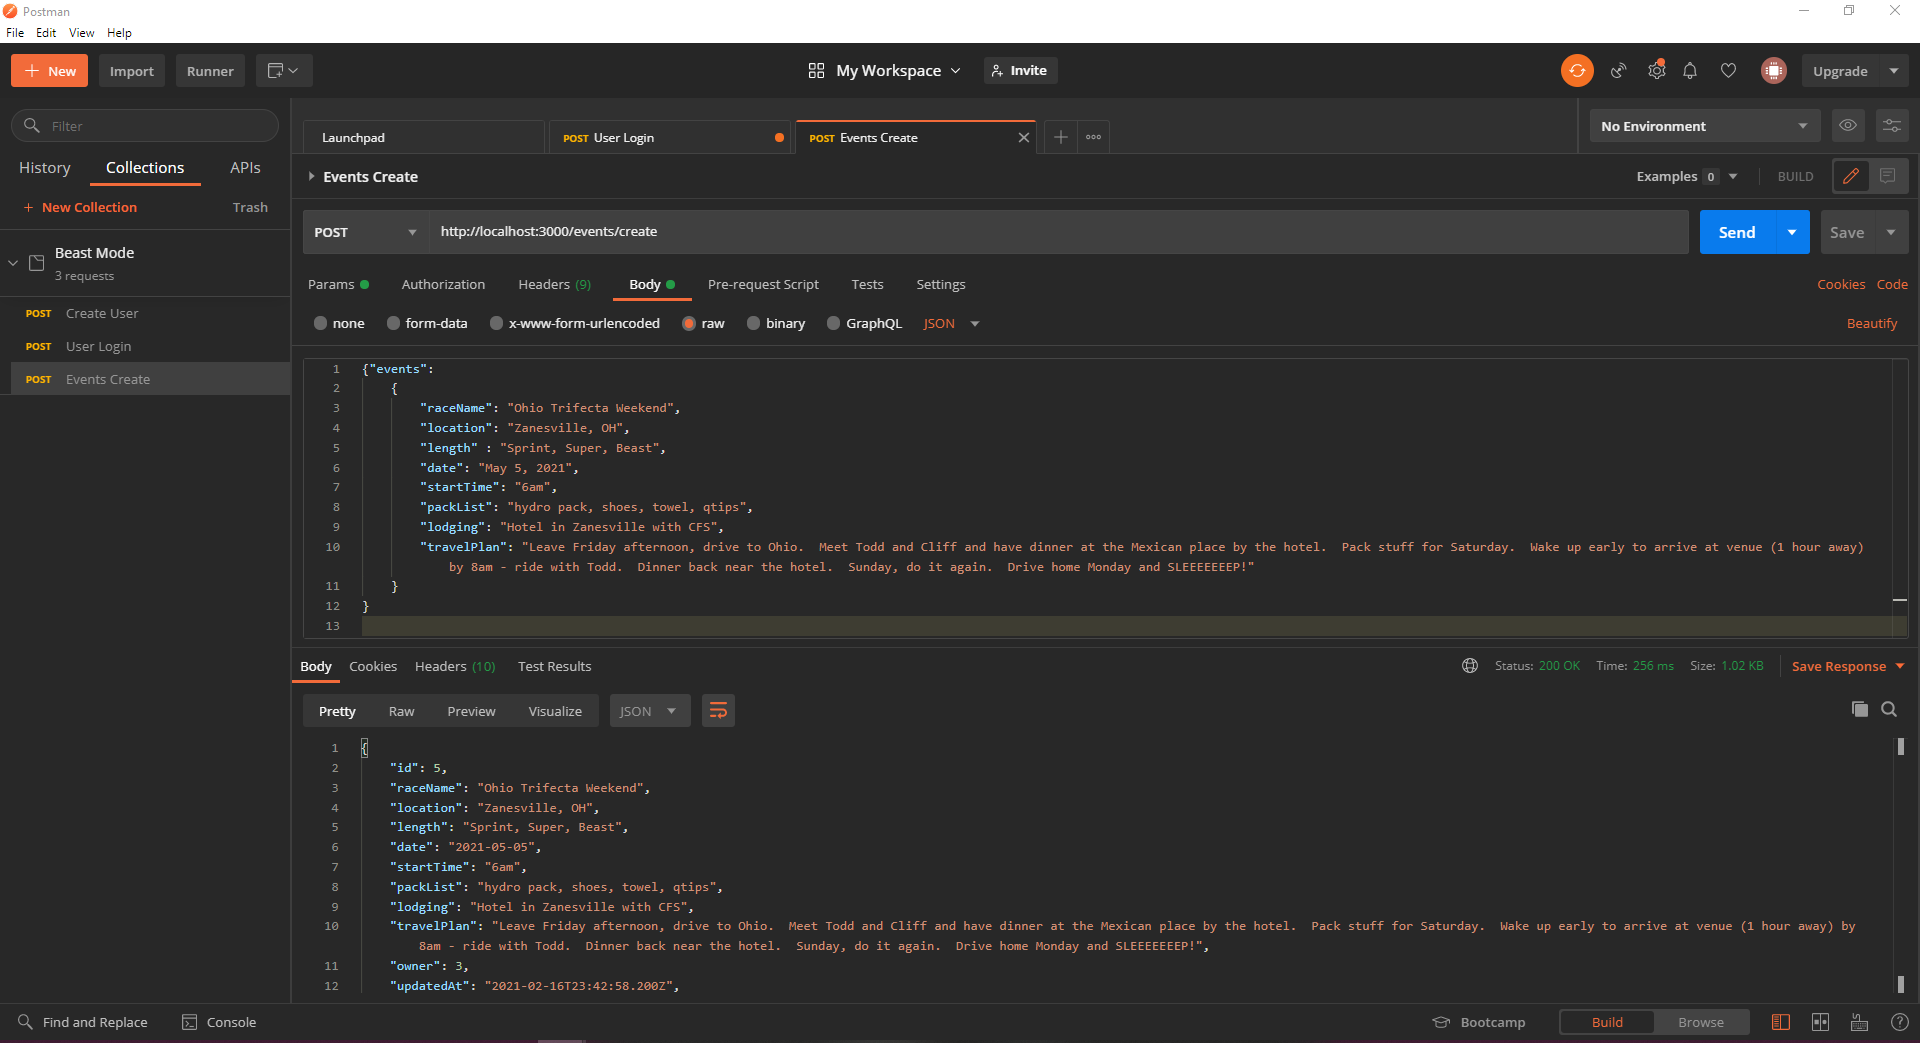 Postman
File Edit View Help
New Import Runner My Workspace Invite Upgrade
Filter
History Collections APIs
New Collection Trash
Beast Mode
3 requests
POST Create User
POST User Login
POST Events Create
Launchpad POST User Login POST Events Create No Environment
Events Create Examples 0 BUILD
POST http://localhost:3000/events/create Send Save
Params Authorization Headers (9) Body Pre-request Script Tests Settings Cookies Code
none form-data x-www-form-urlencoded raw binary GraphQL JSON Beautify
1 {"events":
2 {
3 "raceName": "Ohio Trifecta Weekend",
4 "location": "Zanesville, OH",
5 "length" : "Sprint, Super, Beast",
6 "date": "May 5, 2021",
7 "startTime": "6am",
8 "packList": "hydro pack, shoes, towel, qtips",
9 "lodging": "Hotel in Zanesville with CFS",
10 "travelPlan": "Leave Friday afternoon, drive to Ohio.  Meet Todd and Cliff and have dinner at the Mexican place by the hotel.  Pack stuff for Saturday.  Wake up early to arrive at venue (1 hour away)
by 8am - ride with Todd.  Dinner back near the hotel.  Sunday, do it again.  Drive home Monday and SLEEEEEEEP!"
11 }
12 }
13
Body Cookies Headers (10) Test Results Status: 200 OK Time: 256 ms Size: 1.02 KB Save Response
Pretty Raw Preview Visualize JSON
1 {
2 "id": 5,
3 "raceName": "Ohio Trifecta Weekend",
4 "location": "Zanesville, OH",
5 "length": "Sprint, Super, Beast",
6 "date": "2021-05-05",
7 "startTime": "6am",
8 "packList": "hydro pack, shoes, towel, qtips",
9 "lodging": "Hotel in Zanesville with CFS",
10 "travelPlan": "Leave Friday afternoon, drive to Ohio.  Meet Todd and Cliff and have dinner at the Mexican place by the hotel.  Pack stuff for Saturday.  Wake up early to arrive at venue (1 hour away) by
8am - ride with Todd.  Dinner back near the hotel.  Sunday, do it again.  Drive home Monday and SLEEEEEEEP!",
11 "owner": 3,
12 "updatedAt": "2021-02-16T23:42:58.200Z",
Find and Replace Console Bootcamp Build Browse